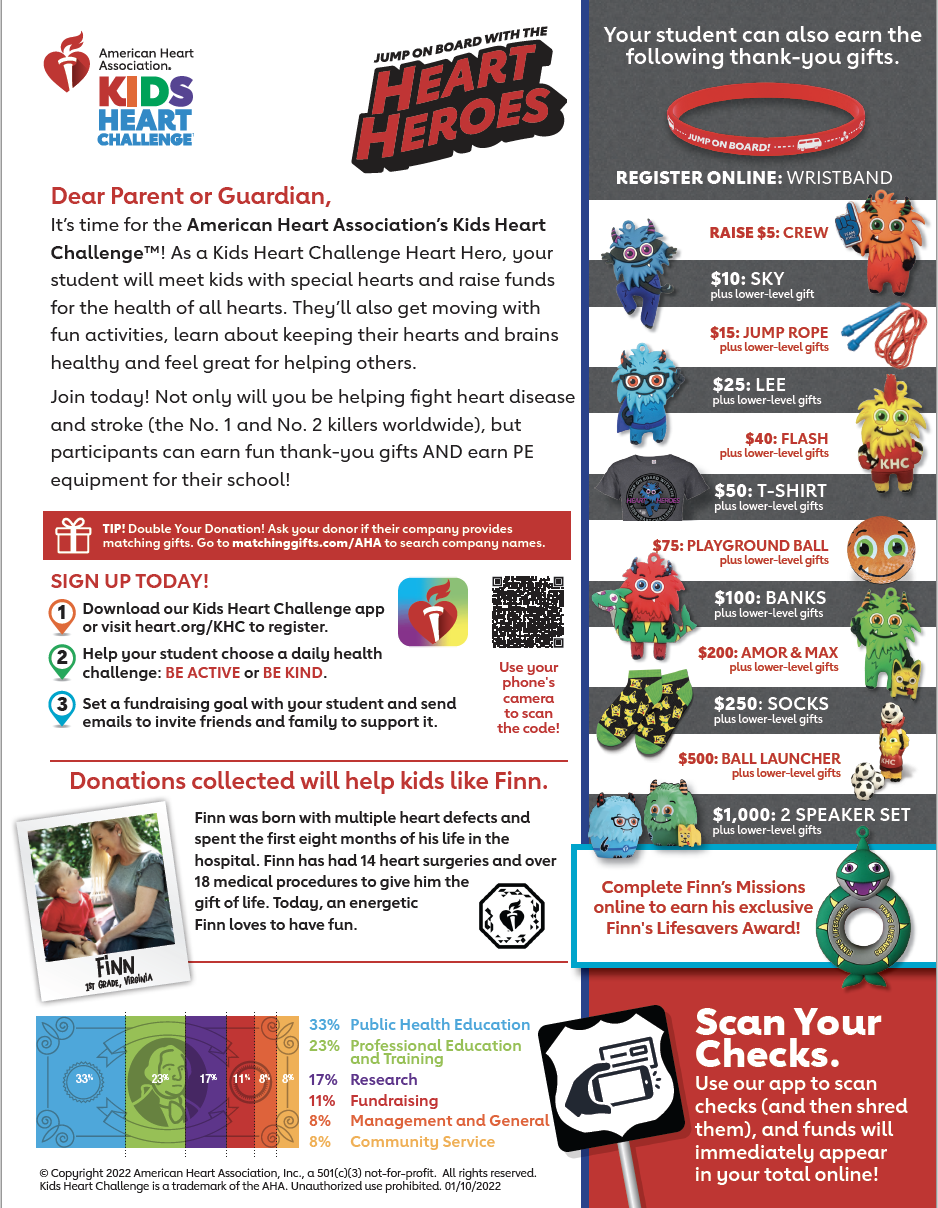 American Heart
Association.
KIDS
HEART
CHALLENGE™
JUMP ON BOARD WITH THE
HEART
HEROES
Dear Parent or Guardian,
It's time for the American Heart Association's Kids Heart
Challenge™! As a Kids Heart Challenge Heart Hero, your
student will meet kids with special hearts and raise funds
for the health of all hearts. They'll also get moving with
fun activities, learn about keeping their hearts and brains
healthy and feel great for helping others.
Join today! Not only will you be helping fight heart disease
and stroke (the No. 1 and No. 2 killers worldwide), but
participants can earn fun thank-you gifts AND earn PE
equipment for their school!
TIP! Double Your Donation! Ask your donor if their company provides
matching gifts. Go to matchinggifts.com/AHA to search company names.
SIGN UP TODAY!
1 Download our Kids Heart Challenge app
or visit heart.org/KHC to register.
2 Help your student choose a daily health
challenge: BE ACTIVE or BE KIND.
3 Set a fundraising goal with your student and send
emails to invite friends and family to support it.
Use your
phone's
camera
to scan
the code!
Donations collected will help kids like Finn.
Finn was born with multiple heart defects and
spent the first eight months of his life in the
hospital. Finn has had 14 heart surgeries and over
18 medical procedures to give him the
gift of life. Today, an energetic
Finn loves to have fun.
FiNN
1ST GRADE, VIRGINIA
33%
23%
17%
11%
8%
8%
33% Public Health Education
23% Professional Education
and Training
17% Research
11% Fundraising
8% Management and General
8% Community Service
© Copyright 2022 American Heart Association, Inc., a 501(c)(3) not-for-profit. All rights reserved.
Kids Heart Challenge is a trademark of the AHA. Unauthorized use prohibited. 01/10/2022
Your student can also earn the
following thank-you gifts.
JUMP ON BOARD!
REGISTER ONLINE: WRISTBAND
RAISE $5: CREW
$10: SKY
plus lower-level gift
$15: JUMP ROPE
plus lower-level gifts
$25: LEE
plus lower-level gifts
$40: FLASH
plus lower-level gifts
KHC
$50: T-SHIRT
plus lower-level gifts
HEART HEROES
$75: PLAYGROUND BALL
plus lower-level gifts
$100: BANKS
plus lower-level gifts
$200: AMOR & MAX
plus lower-level gifts
$250: SOCKS
plus lower-level gifts
$500: BALL LAUNCHER
plus lower-level gifts
KHC
$1,000: 2 SPEAKER SET
plus lower-level gifts
Complete Finn's Missions
online to earn his exclusive
Finn's Lifesavers Award!
FINN'S LIFESAVERS
FINN'S LIFESAVERS
Scan Your
Checks.
Use our app to scan
checks (and then shred
them), and funds will
immediately appear
in your total online!